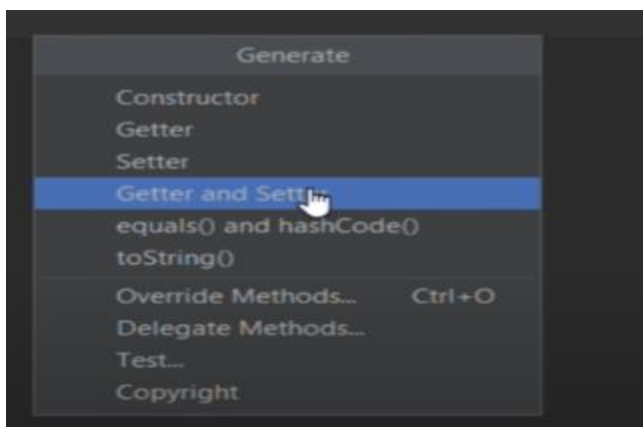 Generate
Constructor
Getter
Setter
Getter and Sett
equals() and hashCode()
toString()
Override Methods... Ctrl+O
Delegate Methods...
Test...
Copyright